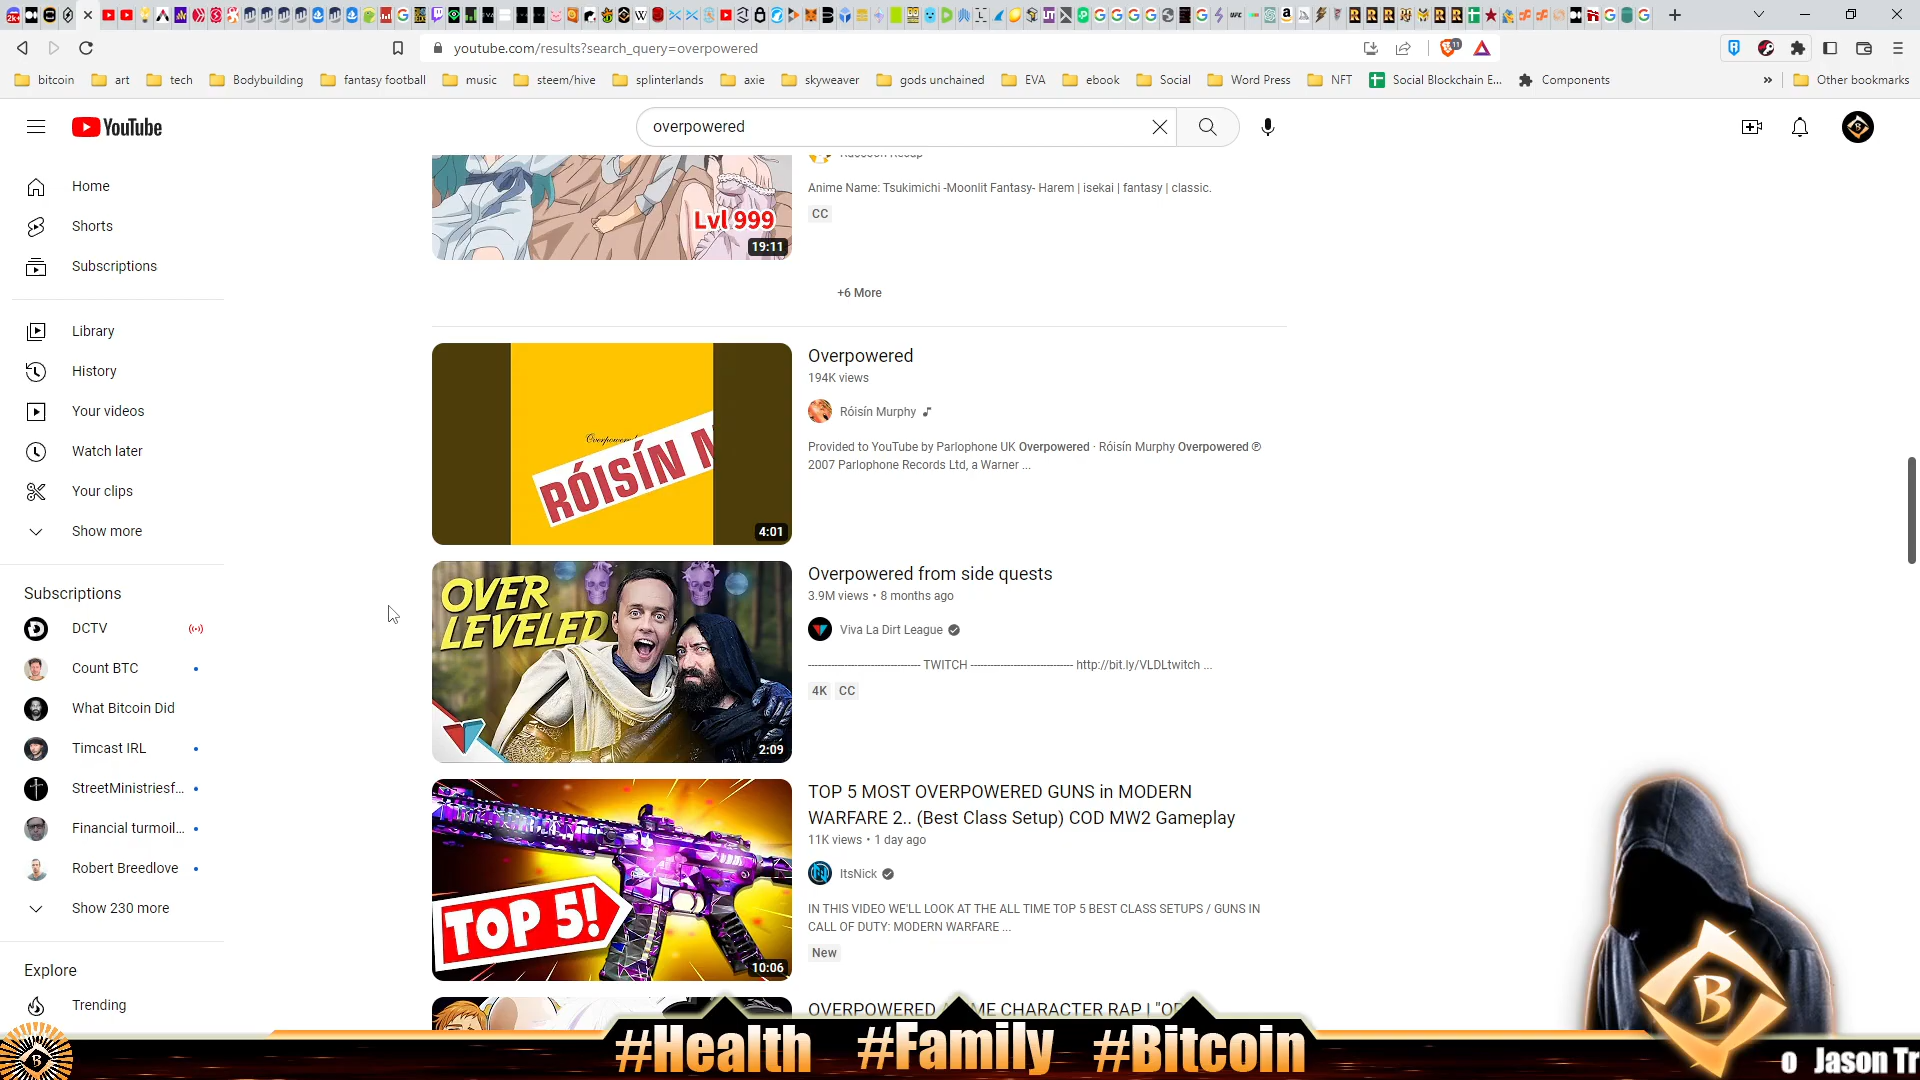 youtube.com/results?search_query=overpowered
bitcoin
art
tech
Bodybuilding
fantasy football
music
steem/hive
splinterlands
axie
skyweaver
gods unchained
EVA
ebook
Social
Word Press
NFT
Social Blockchain E...
Components
»
Other bookmarks
YouTube
overpowered
Home
Shorts
Subscriptions
Library
History
Your videos
Watch later
Your clips
Show more
Subscriptions
DCTV
Count BTC
What Bitcoin Did
Timcast IRL
StreetMinistriesf...
Financial turmoil...
Robert Breedlove
Show 230 more
Explore
Trending
Lvl 999
19:11
Anime Name: Tsukimichi -Moonlit Fantasy- Harem | isekai | fantasy | classic.
CC
+6 More
Overpowered
RÓISÍN M
4:01
Overpowered
194K views
Róisín Murphy
Provided to YouTube by Parlophone UK Overpowered · Róisín Murphy Overpowered ℗
2007 Parlophone Records Ltd, a Warner ...
OVER
LEVELED
2:09
Overpowered from side quests
3.9M views • 8 months ago
Viva La Dirt League
---------------------------------- TWITCH ------------------------------- http://bit.ly/VLDLtwitch ...
4K CC
TOP 5!
10:06
TOP 5 MOST OVERPOWERED GUNS in MODERN
WARFARE 2.. (Best Class Setup) COD MW2 Gameplay
11K views • 1 day ago
ItsNick
IN THIS VIDEO WE'LL LOOK AT THE ALL TIME TOP 5 BEST CLASS SETUPS / GUNS IN
CALL OF DUTY: MODERN WARFARE ...
New
OVERPOWERED CHARACTER RAP |
#Health #Family #Bitcoin
B
B
o Jason Tr